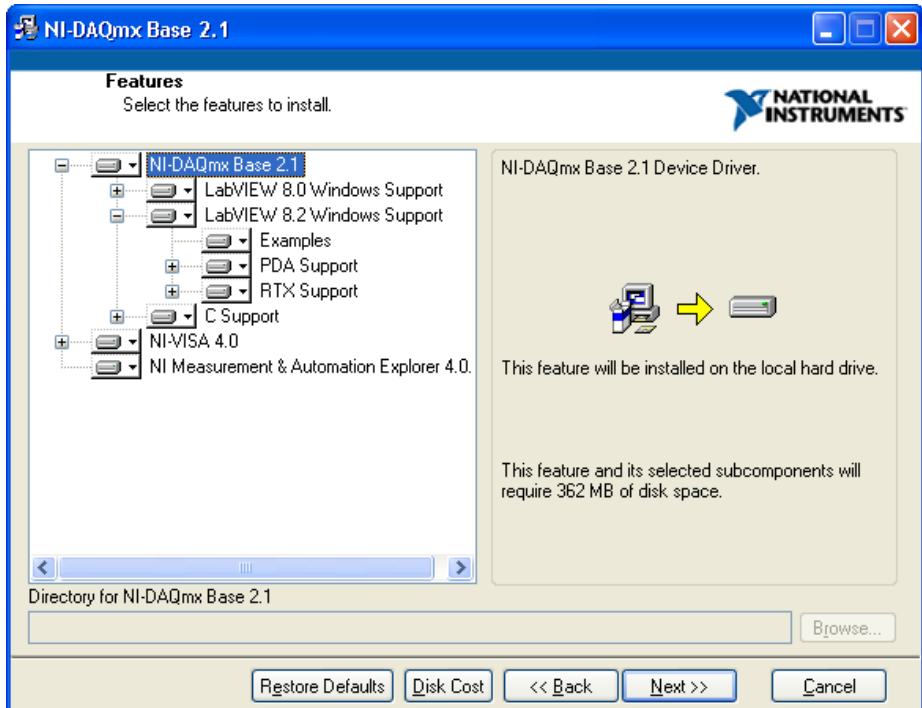 NI-DAQmx Base 2.1
Features
Select the features to install.
NATIONAL
INSTRUMENTS
NI-DAQmx Base 2.1
LabVIEW 8.0 Windows Support
LabVIEW 8.2 Windows Support
Examples
PDA Support
RTX Support
C Support
NI-VISA 4.0
NI Measurement & Automation Explorer 4.0.
NI-DAQmx Base 2.1 Device Driver.
This feature will be installed on the local hard drive.
This feature and its selected subcomponents will
require 362 MB of disk space.
Directory for NI-DAQmx Base 2.1
Browse...
Restore Defaults
Disk Cost
<< Back
Next >>
Cancel